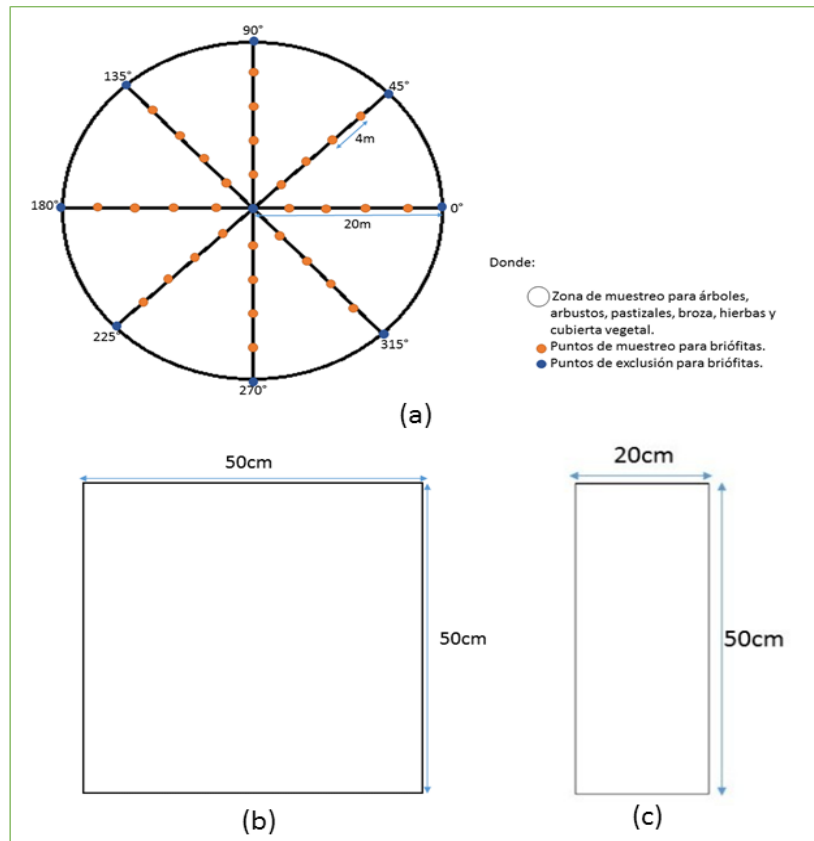 90°
135°
45°
4m
180°
0°
20m
Donde:
Zona de muestreo para árboles,
arbustos, pastizales, broza, hierbas y
cubierta vegetal.
Puntos de muestreo para briófitas.
Puntos de exclusión para briófitas.
225°
315°
270°
(a)
50cm
20cm
50cm
50cm
(b)
(c)